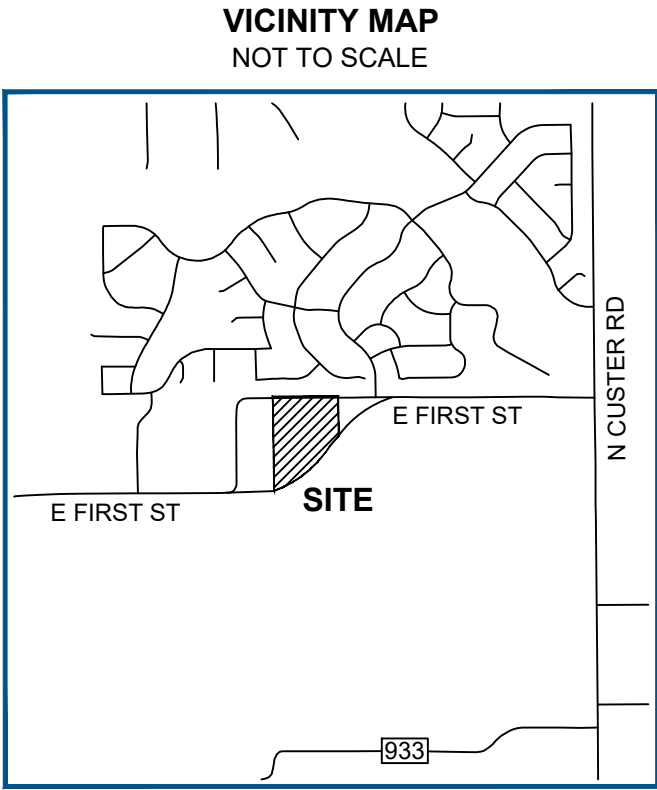 VICINITY MAP
NOT TO SCALE
N CUSTER RD
E FIRST ST
SITE
E FIRST ST
933